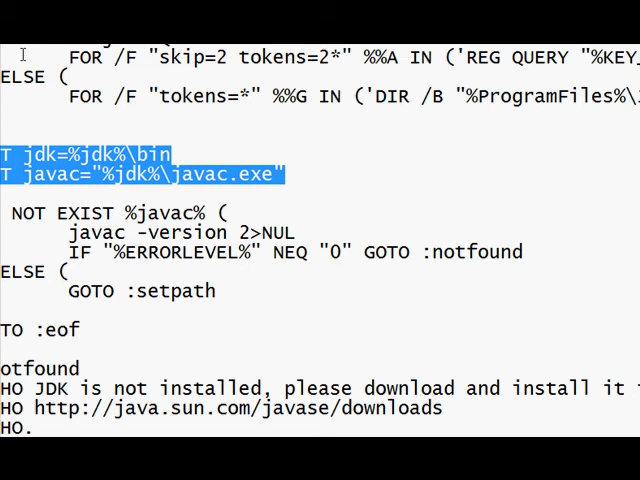 FOR /F "skip=2 tokens=2*" %%A IN ('REG QUERY "%KEY_
ELSE (
FOR /F "tokens=*" %%G IN ('DIR /B "%ProgramFiles%\
T jdk=%jdk%\bin
T javac="%jdk%\javac.exe"
NOT EXIST %javac% (
javac -version 2>NUL
IF "%ERRORLEVEL%" NEQ "0" GOTO :notfound
ELSE (
GOTO :setpath
TO :eof
otfound
HO JDK is not installed, please download and install it
HO http://java.sun.com/javase/downloads
HO.